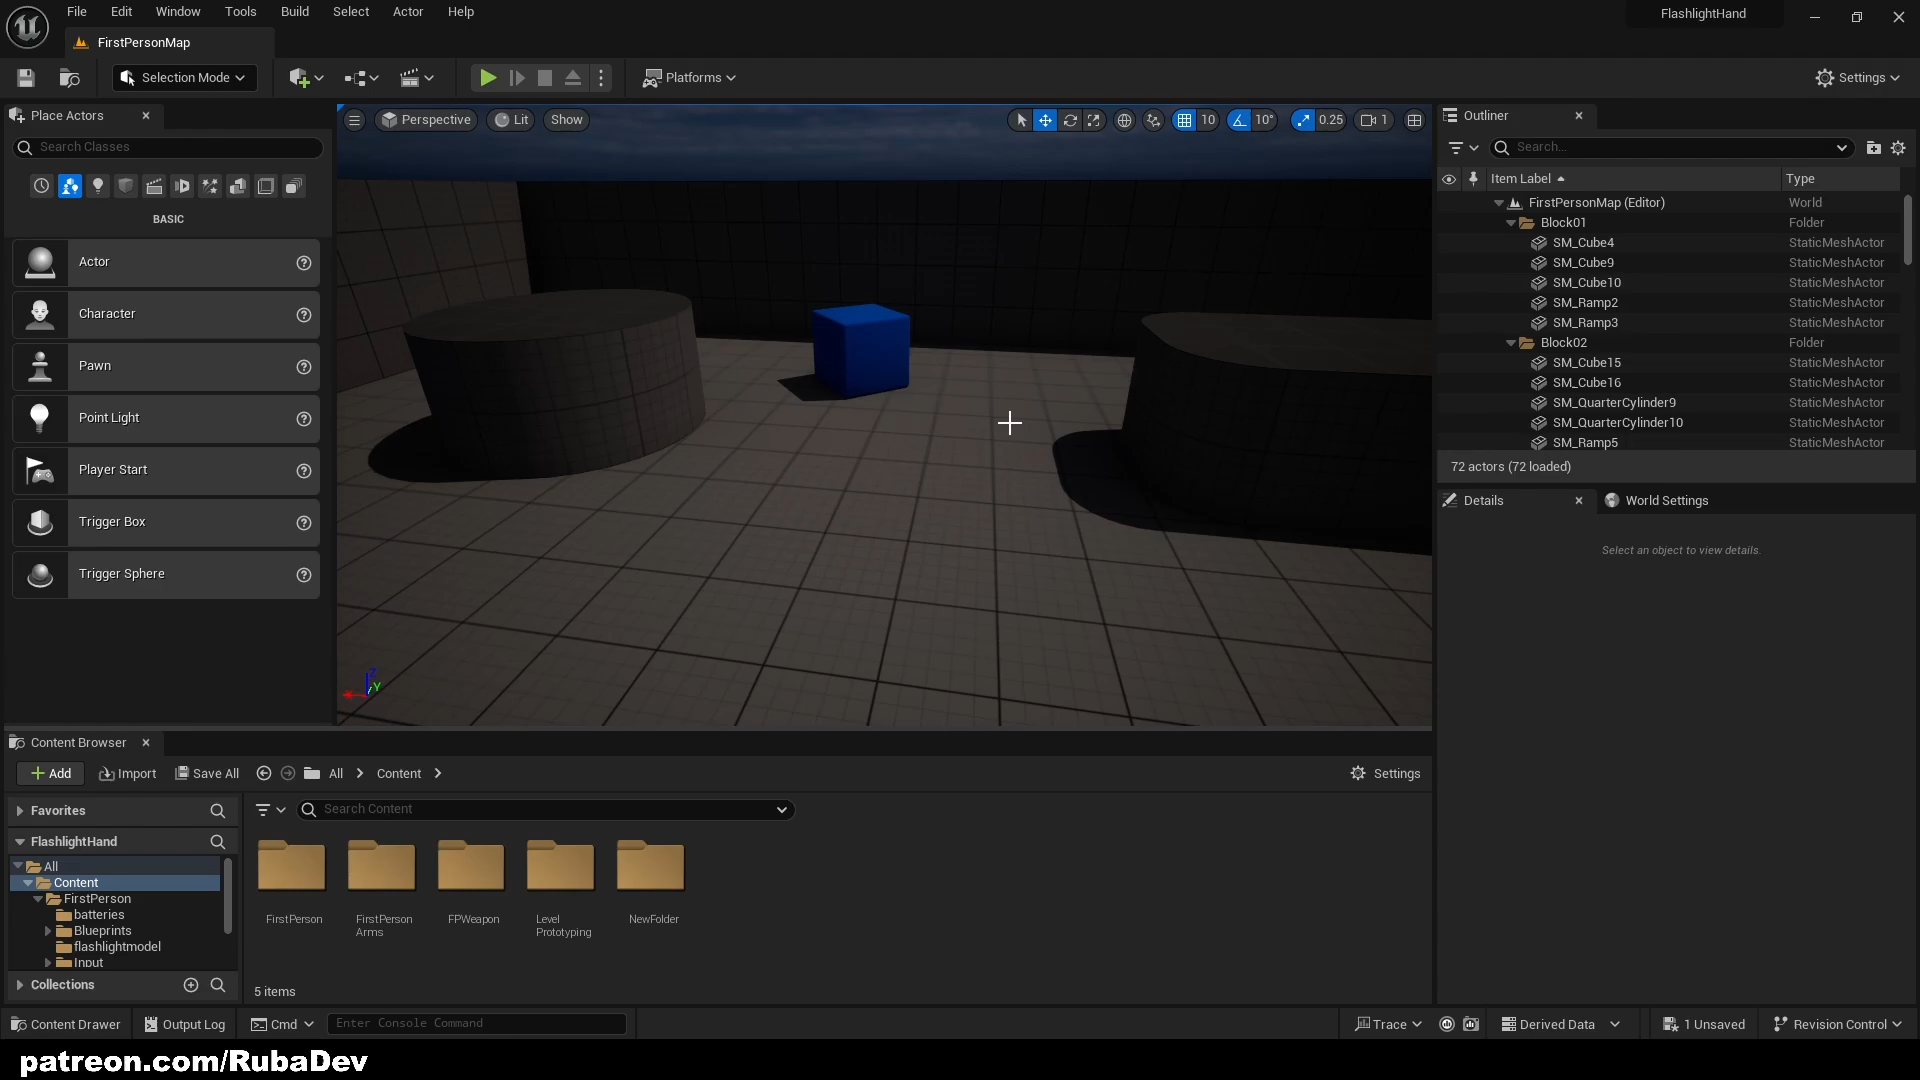 File Edit Window Tools Build Select Actor Help
FlashlightHand
FirstPersonMap
Selection Mode
Platforms
Settings
Place Actors
Search Classes
BASIC
Actor
Character
Pawn
Point Light
Player Start
Trigger Box
Trigger Sphere
Perspective Lit Show
10 10° 0.25 1
Z
Y
Outliner
Search...
Item Label Type
FirstPersonMap (Editor) World
Block01 Folder
SM_Cube4 StaticMeshActor
SM_Cube9 StaticMeshActor
SM_Cube10 StaticMeshActor
SM_Ramp2 StaticMeshActor
SM_Ramp3 StaticMeshActor
Block02 Folder
SM_Cube15 StaticMeshActor
SM_Cube16 StaticMeshActor
SM_QuarterCylinder9 StaticMeshActor
SM_QuarterCylinder10 StaticMeshActor
SM_Ramp5 StaticMeshActor
72 actors (72 loaded)
Details World Settings
Select an object to view details.
Content Browser
Add Import Save All All Content Settings
Favorites
FlashlightHand
All
Content
FirstPerson
batteries
Blueprints
flashlightmodel
Input
Collections
Search Content
FirstPerson
FirstPerson
Arms
FPWeapon
Level
Prototyping
NewFolder
5 items
Content Drawer Output Log Cmd Enter Console Command Trace Derived Data 1 Unsaved Revision Control
patreon.com/RubaDev